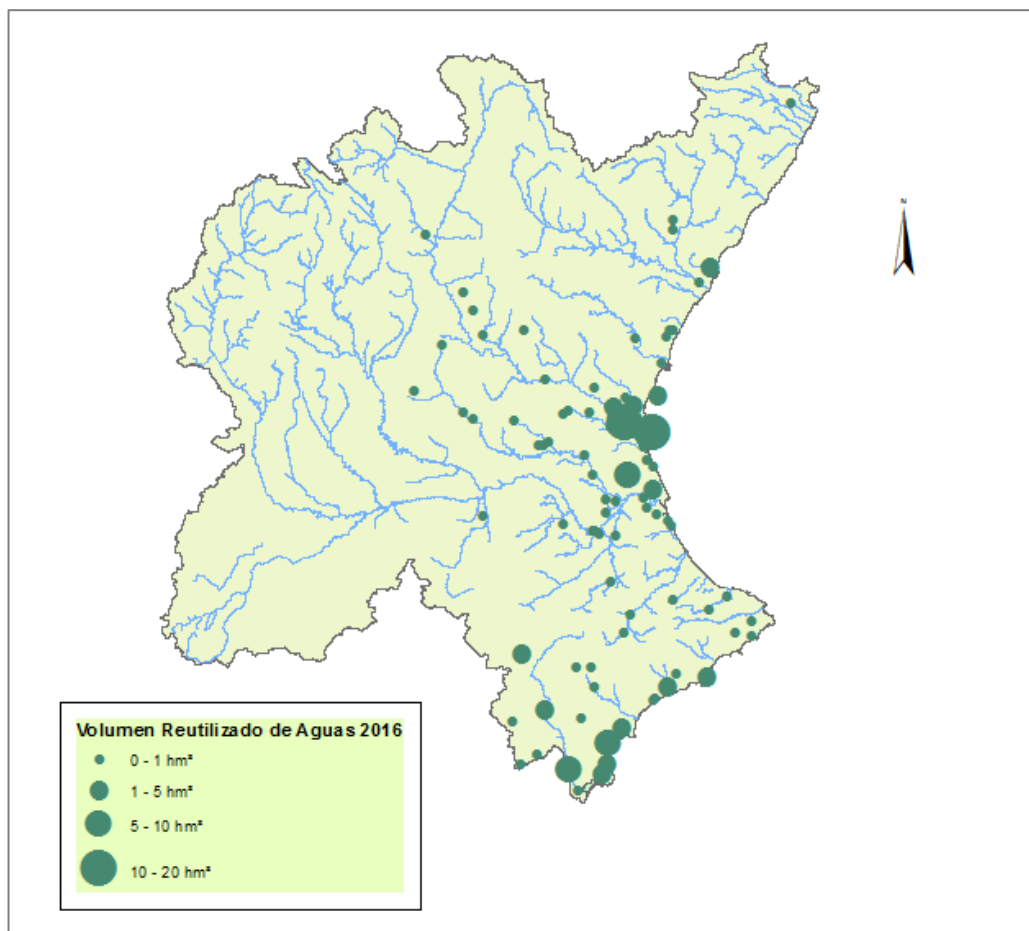 N
Volumen Reutilizado de Aguas 2016
0 - 1 hm³
1 - 5 hm³
5 - 10 hm³
10 - 20 hm³